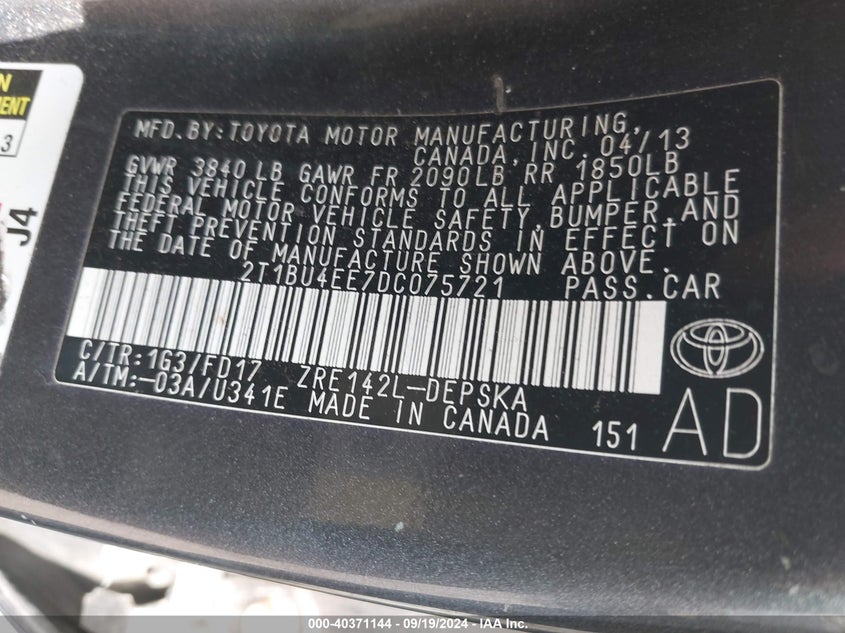 N
EMENT
3
J4
MFD.BY:TOYOTA MOTOR MANUFACTURING,
CANADA, INC. 04/13
GVWR 3840 LB GAWR FR 2090LB RR 1850LB
THIS VEHICLE CONFORMS TO ALL APPLICABLE
FEDERAL MOTOR VEHICLE SAFETY, BUMPER, AND
THEFT PREVENTION STANDARDS IN EFFECT ON
THE DATE OF MANUFACTURE SHOWN ABOVE.
2T1BU4EE7DC075721 PASS.CAR
C/TR:1G3/FD17 ZRE142L-DEPSKA
A/TM:-03A/U341E MADE IN CANADA 151 AD
000-40371144 - 09/19/2024 - IAA Inc.